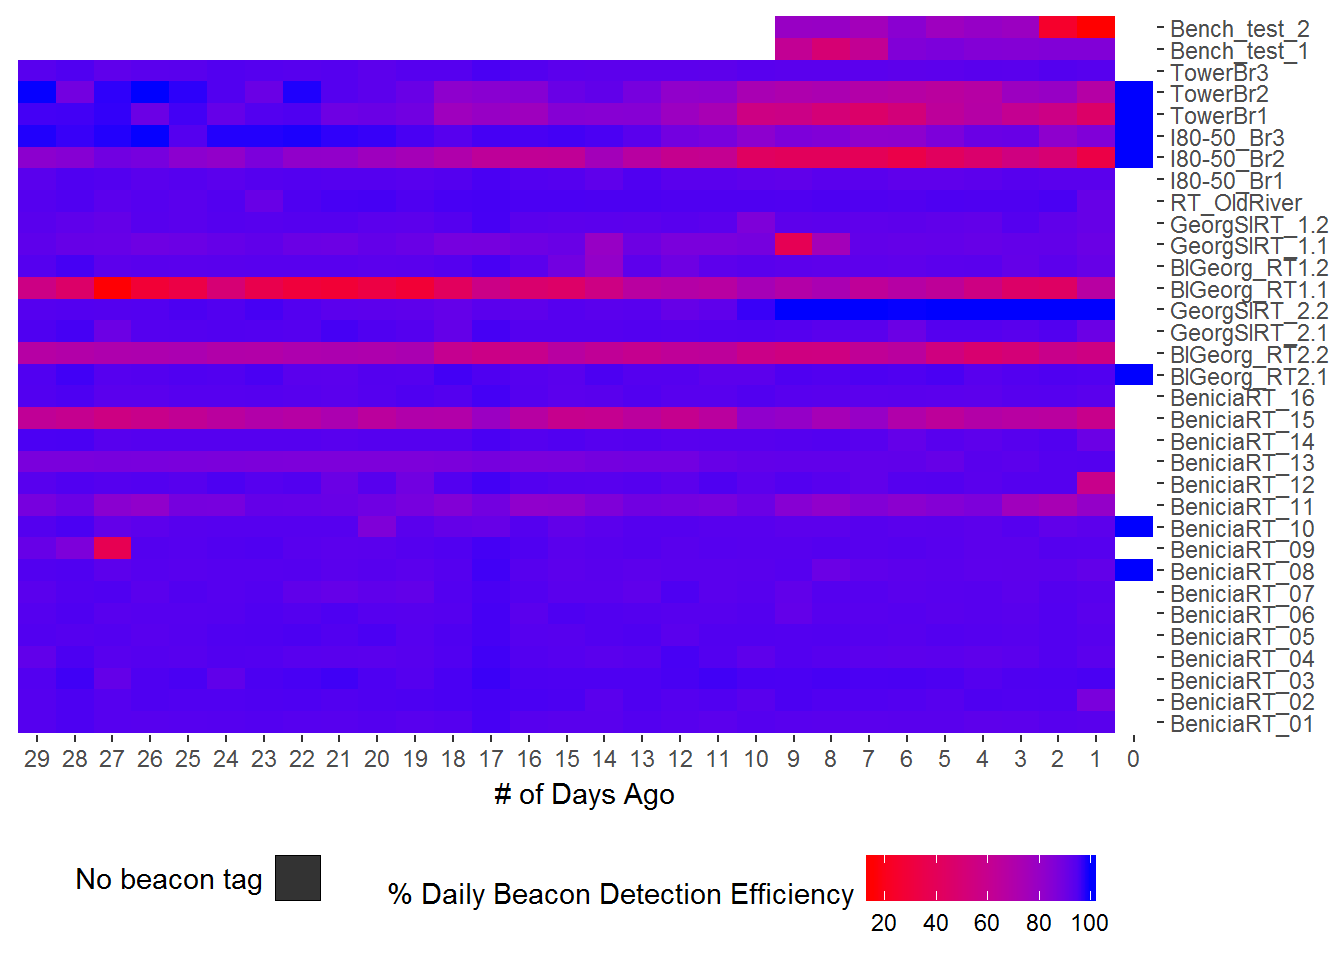 Bench_test_2
Bench_test_1
TowerBr3
TowerBr2
TowerBr1
I80-50_Br3
I80-50_Br2
I80-50_Br1
RT_OldRiver
GeorgSlRT_1.2
GeorgSlRT_1.1
BlGeorg_RT1.2
BlGeorg_RT1.1
GeorgSlRT_2.2
GeorgSlRT_2.1
BlGeorg_RT2.2
BlGeorg_RT2.1
BeniciaRT_16
BeniciaRT_15
BeniciaRT_14
BeniciaRT_13
BeniciaRT_12
BeniciaRT_11
BeniciaRT_10
BeniciaRT_09
BeniciaRT_08
BeniciaRT_07
BeniciaRT_06
BeniciaRT_05
BeniciaRT_04
BeniciaRT_03
BeniciaRT_02
BeniciaRT_01
29 28 27 26 25 24 23 22 21 20 19 18 17 16 15 14 13 12 11 10 9 8 7 6 5 4 3 2 1 0
# of Days Ago
No beacon tag
% Daily Beacon Detection Efficiency
20 40 60 80 100